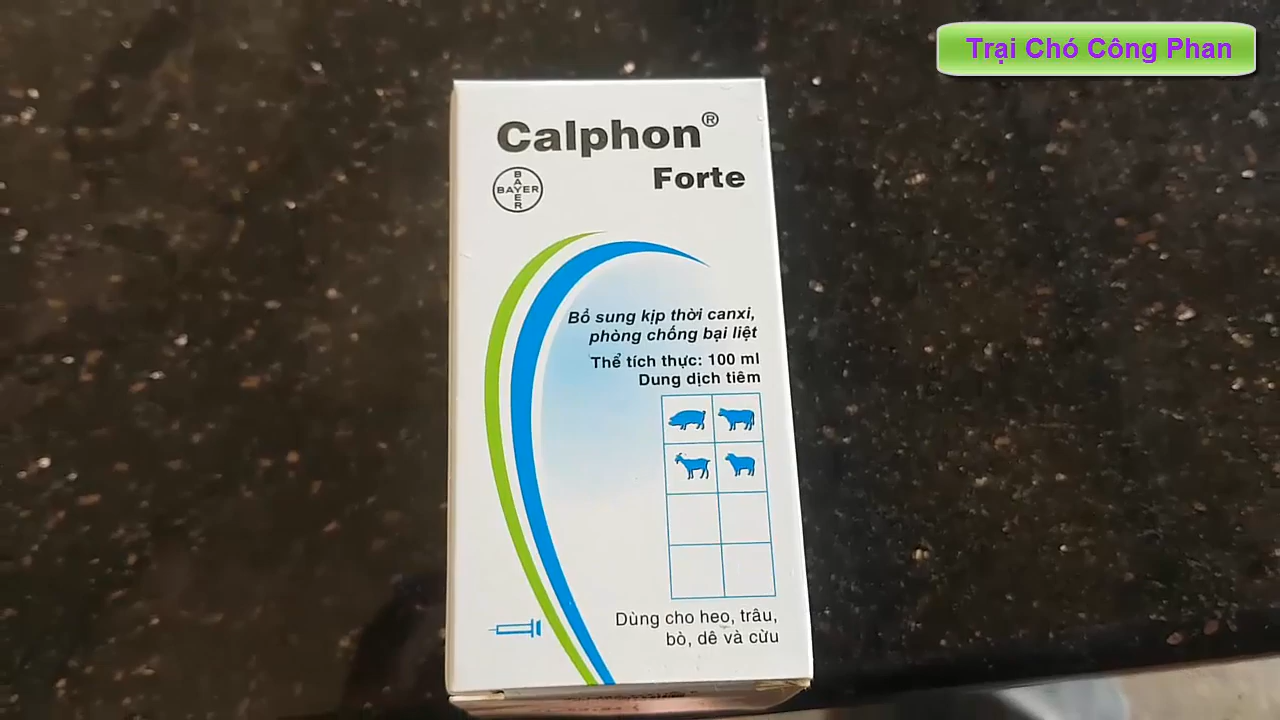 Trại Chó Công Phan
Calphon®
Forte
BAYER
BAYER
Bổ sung kịp thời canxi,
phòng chống bại liệt
Thể tích thực: 100 ml
Dung dịch tiêm
Dùng cho heo, trâu,
bò, dê và cừu